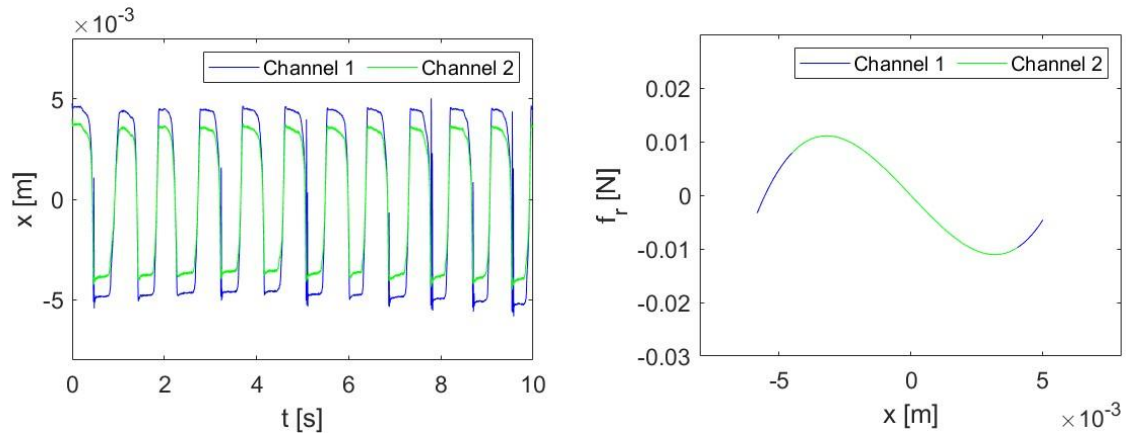 ×10⁻³
Channel 1 Channel 2
5
0
-5
x [m]
0 2 4 6 8 10
t [s]
Channel 1 Channel 2
0.02
0.01
0
-0.01
-0.02
-0.03
f_r [N]
-5 0 5
×10⁻³
x [m]